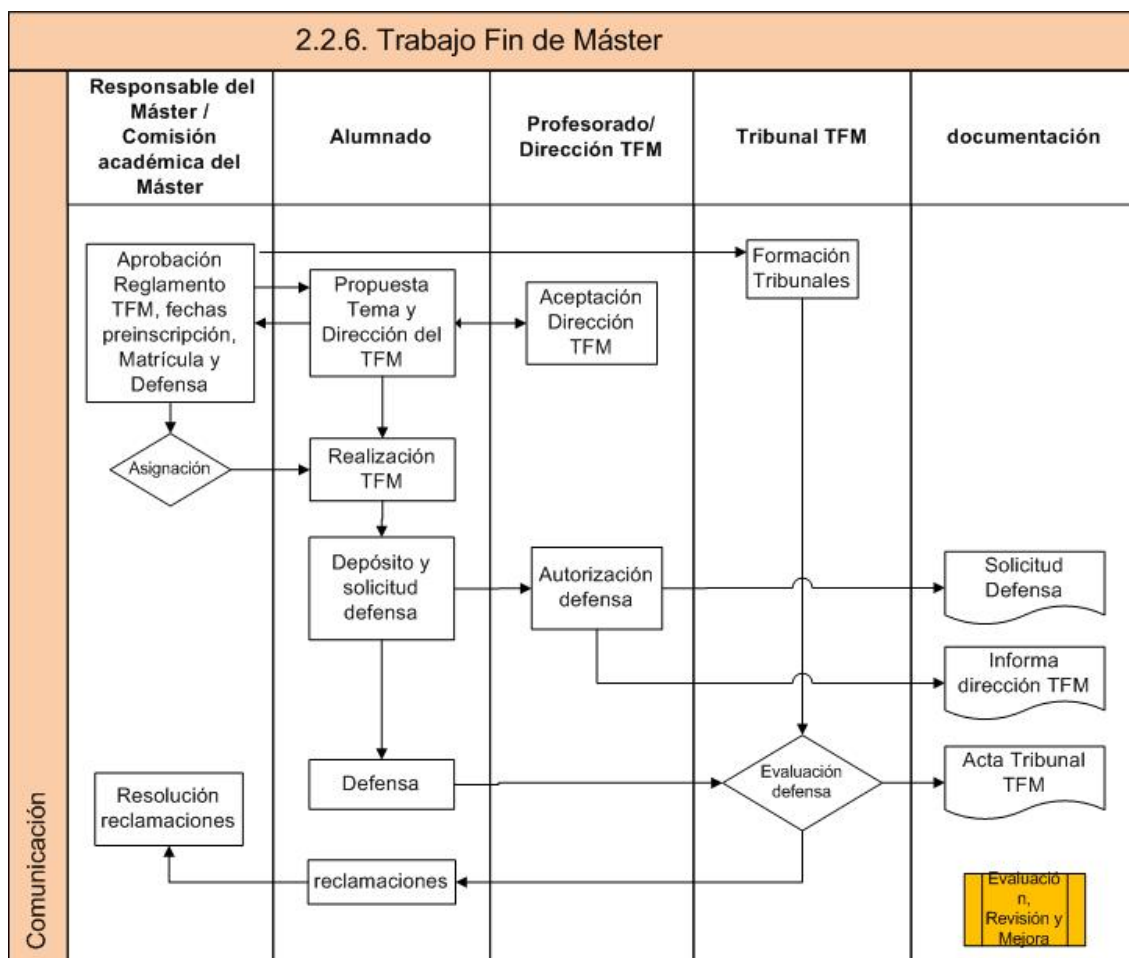 2.2.6. Trabajo Fin de Máster
Responsable del
Máster /
Comisión
académica del
Máster
Alumnado
Profesorado/
Dirección TFM
Tribunal TFM
documentación
Aprobación
Reglamento
TFM, fechas
preinscripción,
Matrícula y
Defensa
Propuesta
Tema y
Dirección del
TFM
Aceptación
Dirección
TFM
Formación
Tribunales
Asignación
Realización
TFM
Depósito y
solicitud
defensa
Autorización
defensa
Solicitud
Defensa
Informa
dirección TFM
Defensa
Evaluación
defensa
Acta Tribunal
TFM
Resolución
reclamaciones
reclamaciones
Evaluació
n,
Revisión y
Mejora
Comunicación